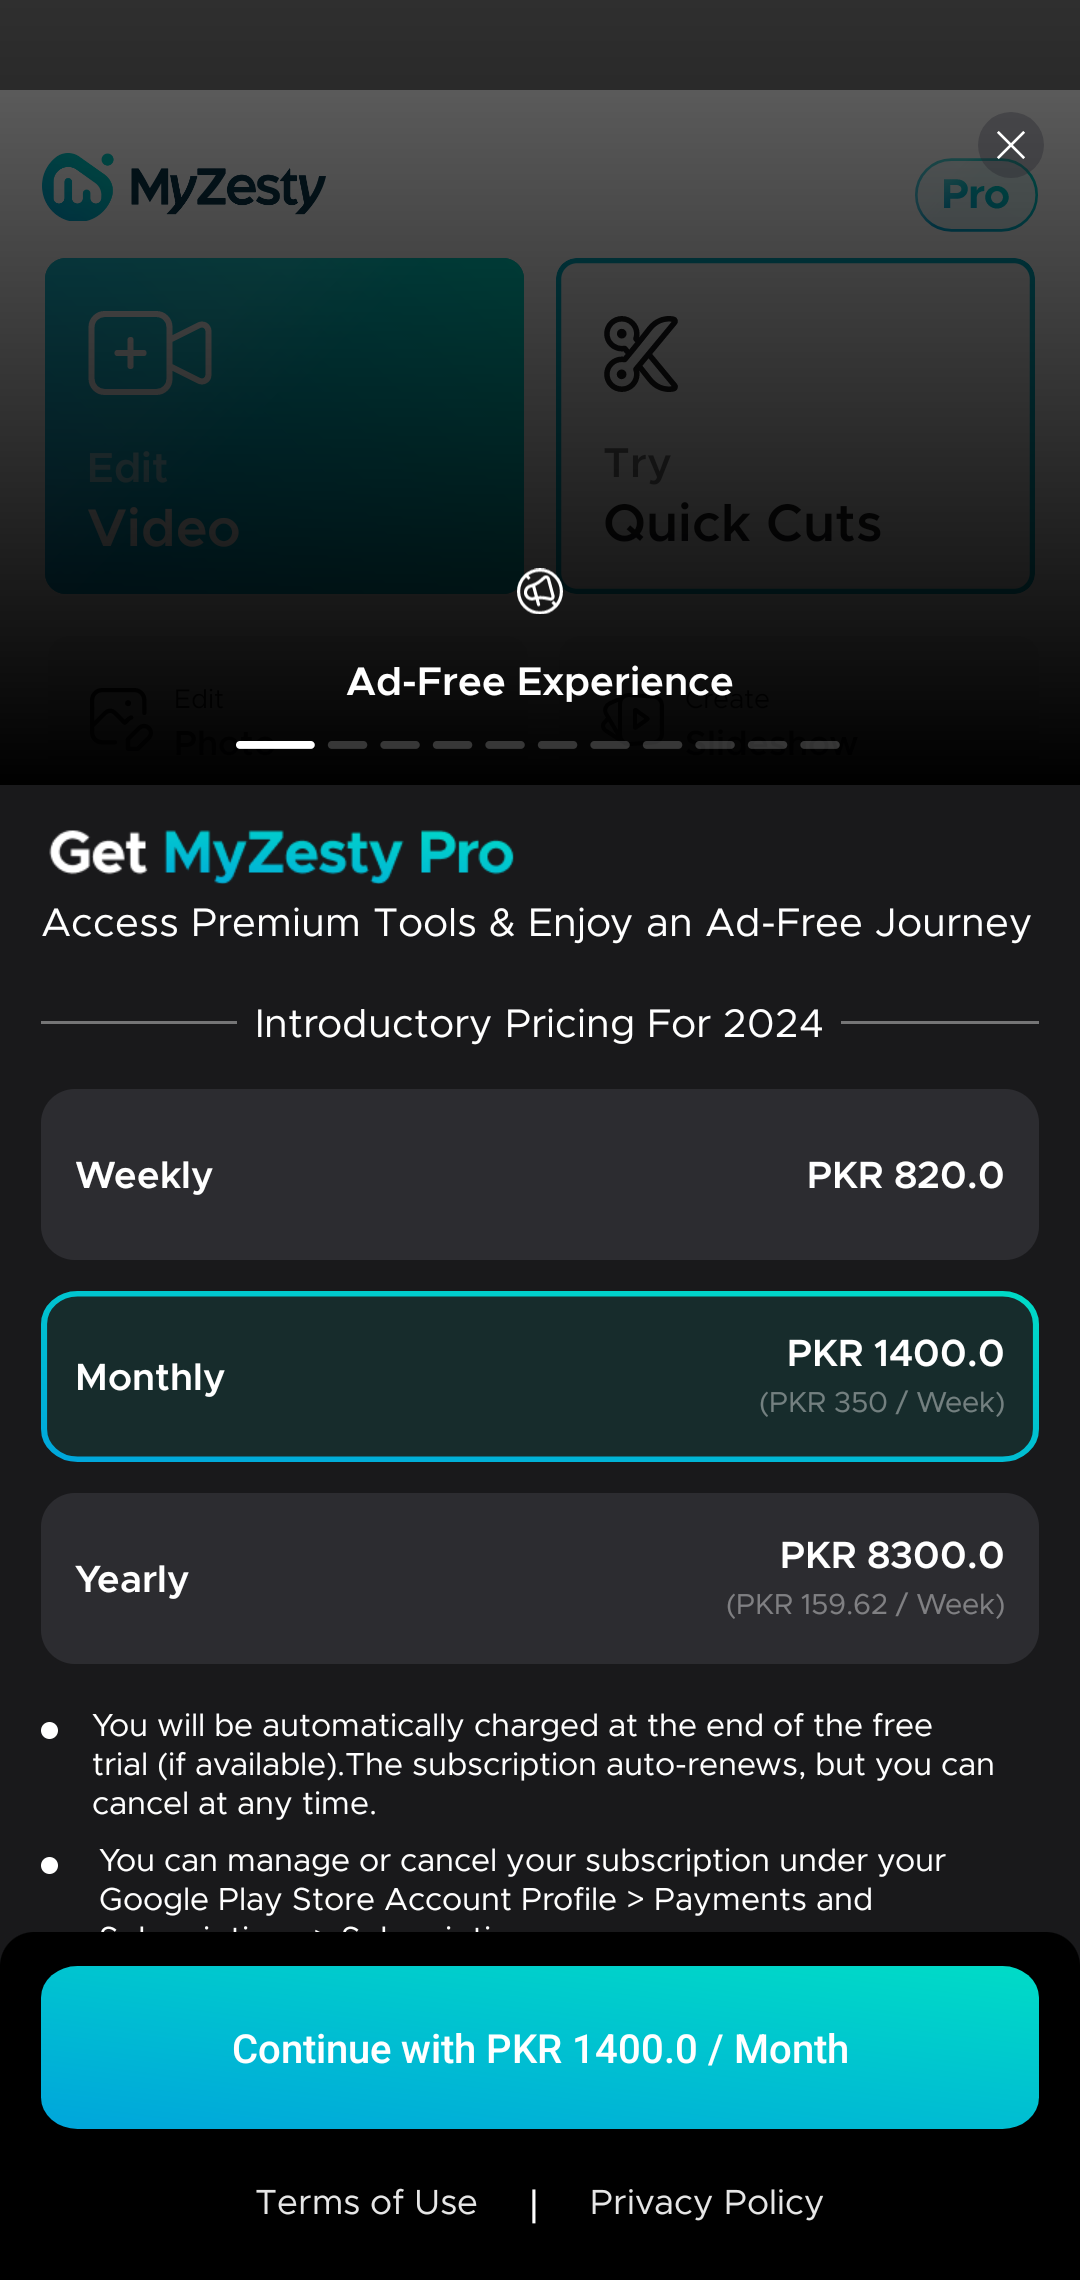 MyZesty
Pro
Edit
Video
Try
Quick Cuts
Ad-Free Experience
Edit
Create
Slideshow
Get MyZesty Pro
Access Premium Tools & Enjoy an Ad-Free Journey
Introductory Pricing For 2024
Weekly
PKR 820.0
Monthly
PKR 1400.0
(PKR 350 / Week)
Yearly
PKR 8300.0
(PKR 159.62 / Week)
You will be automatically charged at the end of the free
trial (if available).The subscription auto-renews, but you can
cancel at any time.
You can manage or cancel your subscription under your
Google Play Store Account Profile > Payments and
Continue with PKR 1400.0 / Month
Terms of Use | Privacy Policy